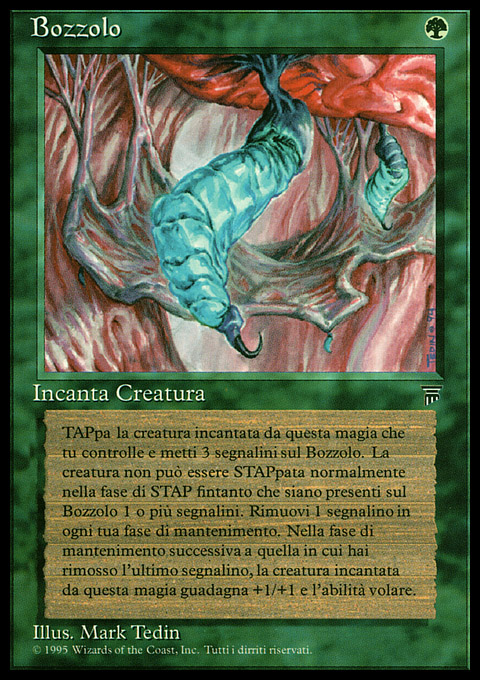 Bozzolo
Incanta Creatura
TAPpa la creatura incantata da questa magia che
tu controlle e metti 3 segnalini sul Bozzolo. La
creatura non può essere STAPpata normalmente
nella fase di STAP fintanto che siano presenti sul
Bozzolo 1 o più segnalini. Rimuovi 1 segnalino in
ogni tua fase di mantenimento. Nella fase di
mantenimento successiva a quella in cui hai
rimosso l'ultimo segnalino, la creatura incantata
da questa magia guadagna +1/+1 e l'abilità volare.
Illus. Mark Tedin
© 1995 Wizards of the Coast, Inc. Tutti i dirriti riservati.